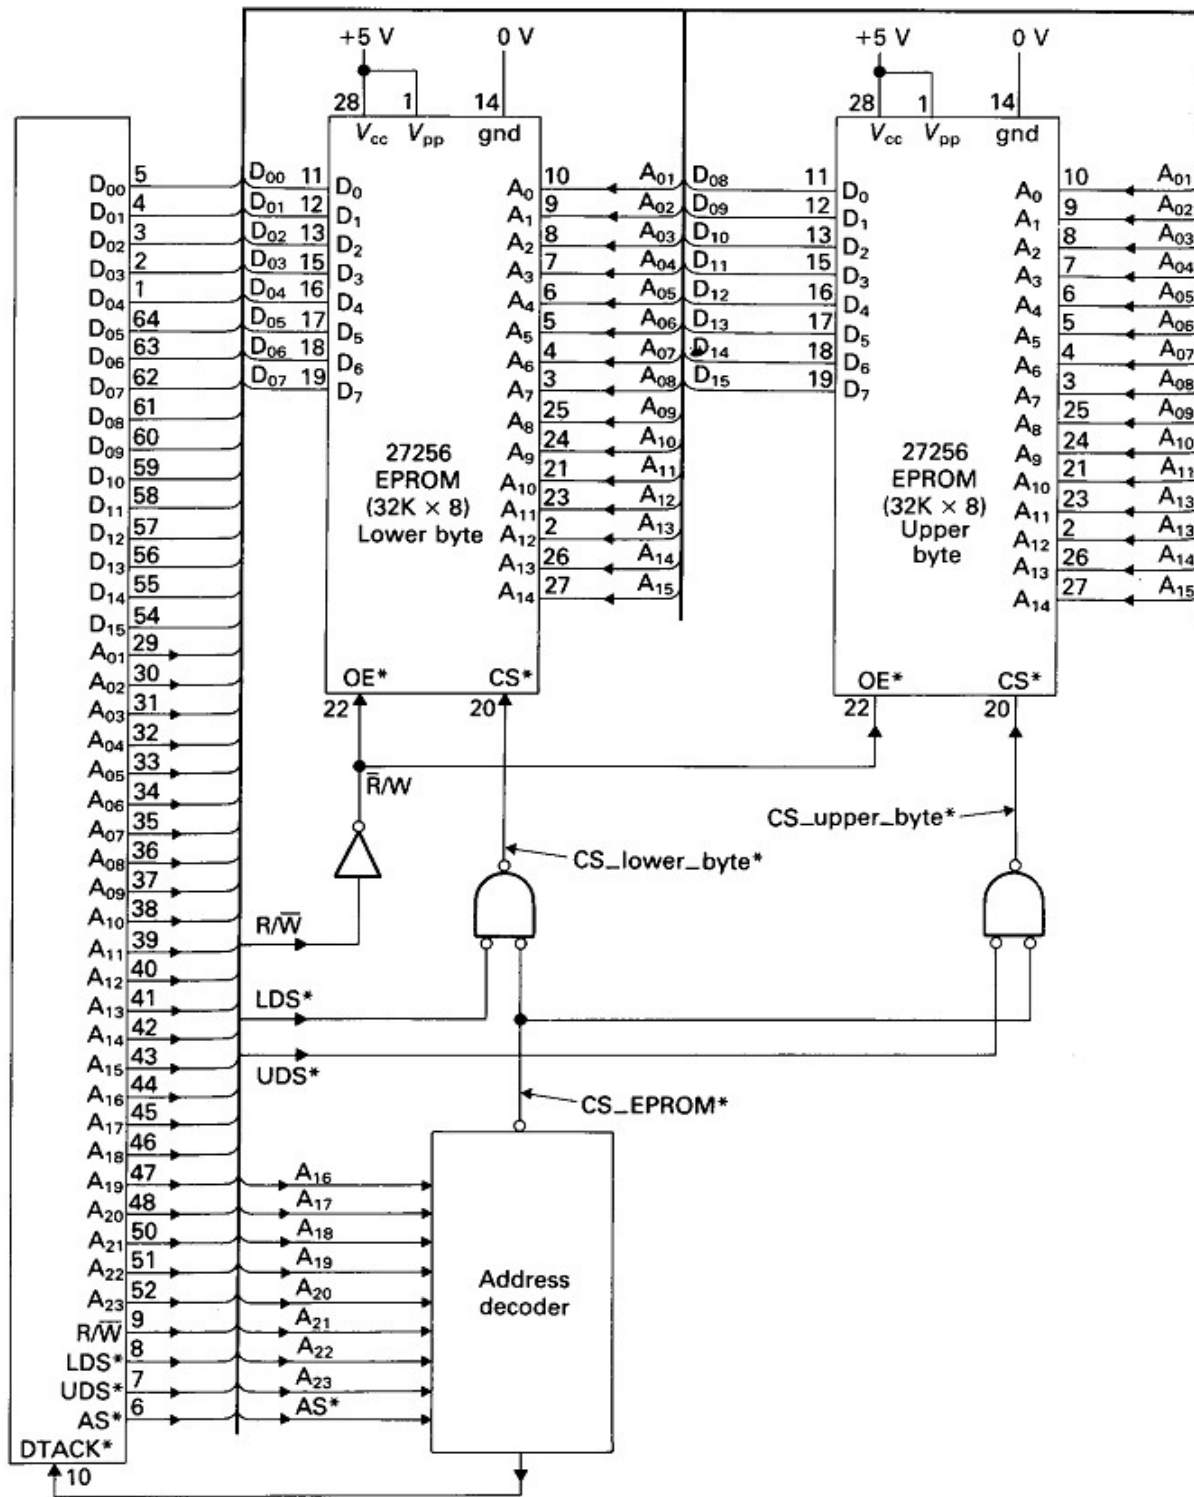 +5 V
0 V
+5 V
0 V
28
1
14
28
1
14
Vcc
Vpp
gnd
Vcc
Vpp
gnd
D00 5
D01 4
D02 3
D03 2
D04 1
D05 64
D06 63
D07 62
D08 61
D09 60
D10 59
D11 58
D12 57
D13 56
D14 55
D15 54
A01 29
A02 30
A03 31
A04 32
A05 33
A06 34
A07 35
A08 36
A09 37
A10 38
A11 39
A12 40
A13 41
A14 42
A15 43
A16 44
A17 45
A18 46
A19 47
A20 48
A21 50
A22 51
A23 52
R/W̅ 9
LDS* 8
UDS* 7
AS* 6
DTACK*
10
D00 11 D0
D01 12 D1
D02 13 D2
D03 15 D3
D04 16 D4
D05 17 D5
D06 18 D6
D07 19 D7
A0 10 A01
A1 9 A02
A2 8 A03
A3 7 A04
A4 6 A05
A5 5 A06
A6 4 A07
A7 3 A08
A8 25 A09
A9 24 A10
A10 21 A11
A11 23 A12
A12 2 A13
A13 26 A14
A14 27 A15
27256
EPROM
(32K × 8)
Lower byte
OE*
CS*
22
20
D08 11 D0
D09 12 D1
D10 13 D2
D11 15 D3
D12 16 D4
D13 17 D5
D14 18 D6
D15 19 D7
A0 10 A01
A1 9 A02
A2 8 A03
A3 7 A04
A4 6 A05
A5 5 A06
A6 4 A07
A7 3 A08
A8 25 A09
A9 24 A10
A10 21 A11
A11 23 A13
A12 2 A13
A13 26 A14
A14 27 A15
27256
EPROM
(32K × 8)
Upper
byte
OE*
CS*
22
20
R̅/W
CS_upper_byte*
CS_lower_byte*
R/W̅
LDS*
UDS*
CS_EPROM*
A16
A17
A18
A19
A20
A21
A22
A23
AS*
Address
decoder